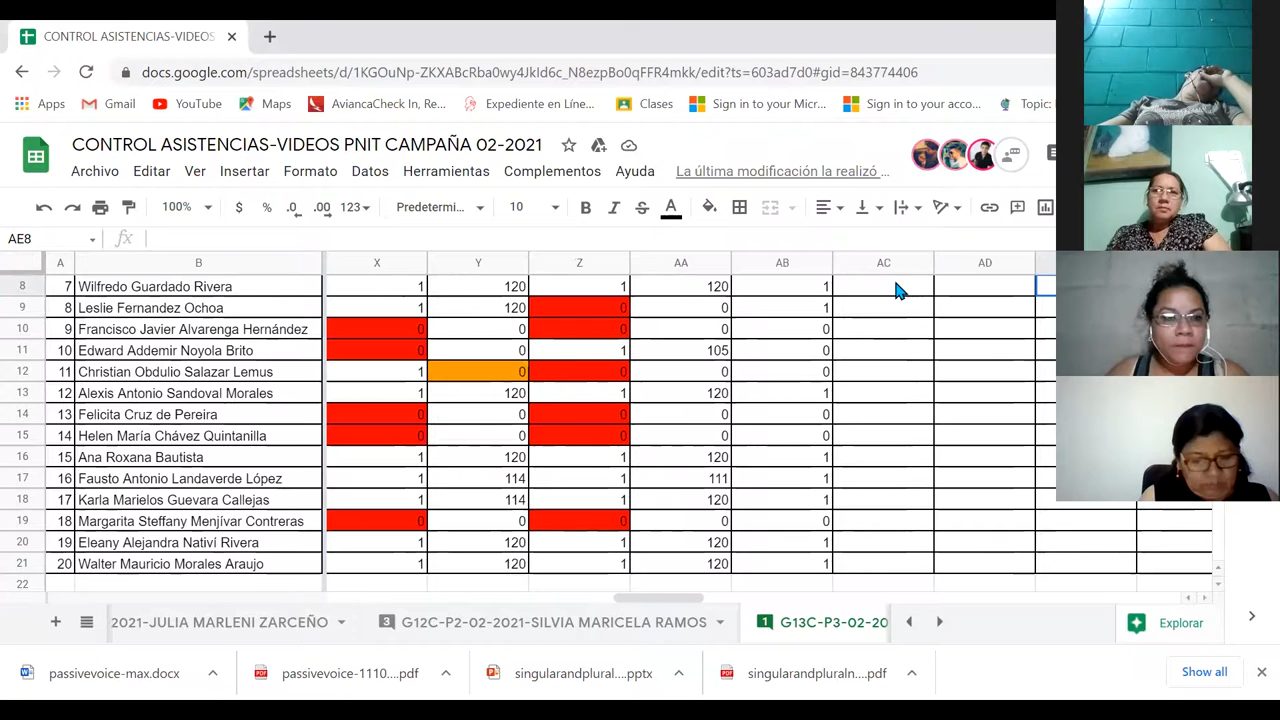 CONTROL ASISTENCIAS-VIDEOS
docs.google.com/spreadsheets/d/1KGOuNp-ZKXABcRba0wy4JkId6c_N8ezpBo0qFFR4mkk/edit?ts=603ad7d0#gid=843774406
Apps Gmail YouTube Maps AviancaCheck In, Re... Expediente en Líne... Clases Sign in to your Micr... Sign in to your acco... Topic:
CONTROL ASISTENCIAS-VIDEOS PNIT CAMPAÑA 02-2021
Archivo Editar Ver Insertar Formato Datos Herramientas Complementos Ayuda La última modificación la realizó ...
100% $ % .0 .00 123 Predetermi... 10 B I S A
AE8 fx
A B X Y Z AA AB AC AD
8 7 Wilfredo Guardado Rivera 1 120 1 120 1
9 8 Leslie Fernandez Ochoa 1 120 0 0 1
10 9 Francisco Javier Alvarenga Hernández 0 0 0 0 0
11 10 Edward Addemir Noyola Brito 0 0 1 105 0
12 11 Christian Obdulio Salazar Lemus 1 0 0 0 0
13 12 Alexis Antonio Sandoval Morales 1 120 1 120 1
14 13 Felicita Cruz de Pereira 0 0 0 0 0
15 14 Helen María Chávez Quintanilla 0 0 0 0 0
16 15 Ana Roxana Bautista 1 120 1 120 1
17 16 Fausto Antonio Landaverde López 1 114 1 111 1
18 17 Karla Marielos Guevara Callejas 1 114 1 120 1
19 18 Margarita Steffany Menjívar Contreras 0 0 0 0 0
20 19 Eleany Alejandra Nativí Rivera 1 120 1 120 1
21 20 Walter Mauricio Morales Araujo 1 120 1 120 1
22
2021-JULIA MARLENI ZARCEÑO 3 G12C-P2-02-2021-SILVIA MARICELA RAMOS 1 G13C-P3-02-20 Explorar
passivevoice-max.docx passivevoice-1110....pdf singularandplural....pptx singularandpluraln....pdf Show all